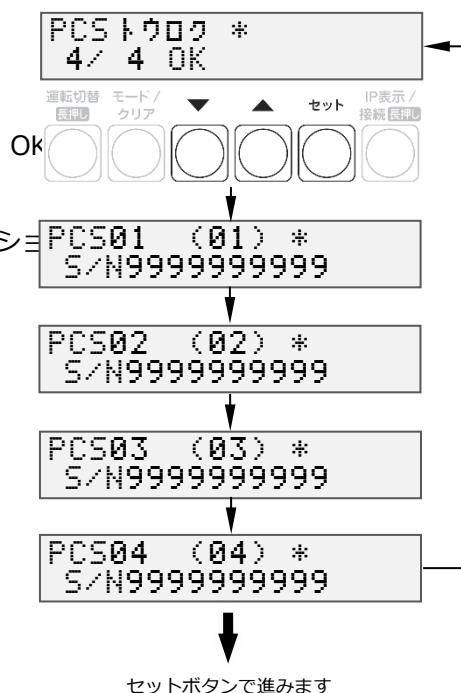 PCSトウロク *
4/ 4 OK
運転切替 長押し
モード/クリア
▼
▲
セット
IP表示/接続 長押し
OK
PCS01 (01) *
S/N9999999999
PCS02 (02) *
S/N9999999999
PCS03 (03) *
S/N9999999999
PCS04 (04) *
S/N9999999999
セットボタンで進みます